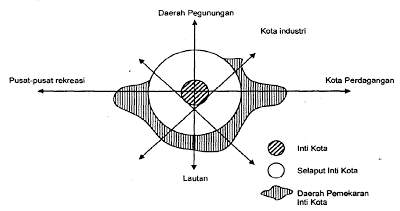 Daerah Pegunungan
Kota industri
Pusat-pusat rekreasi
Kota Perdagangan
Inti Kota
Selaput Inti Kota
Lautan
Daerah Pemekaran
Inti Kota